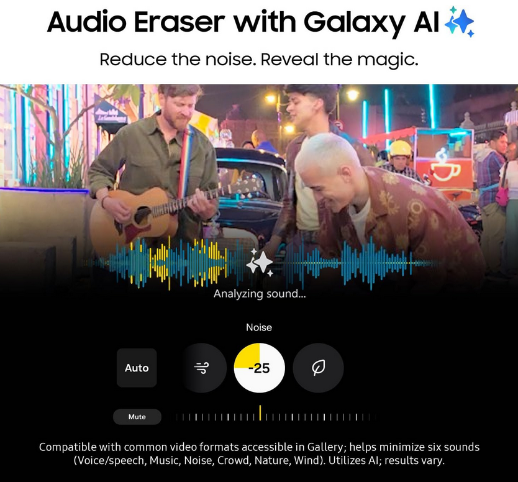 Audio Eraser with Galaxy AI
Reduce the noise. Reveal the magic.
Analyzing sound...
Noise
Auto
-25
Mute
Compatible with common video formats accessible in Gallery; helps minimize six sounds
(Voice/speech, Music, Noise, Crowd, Nature, Wind). Utilizes AI; results vary.